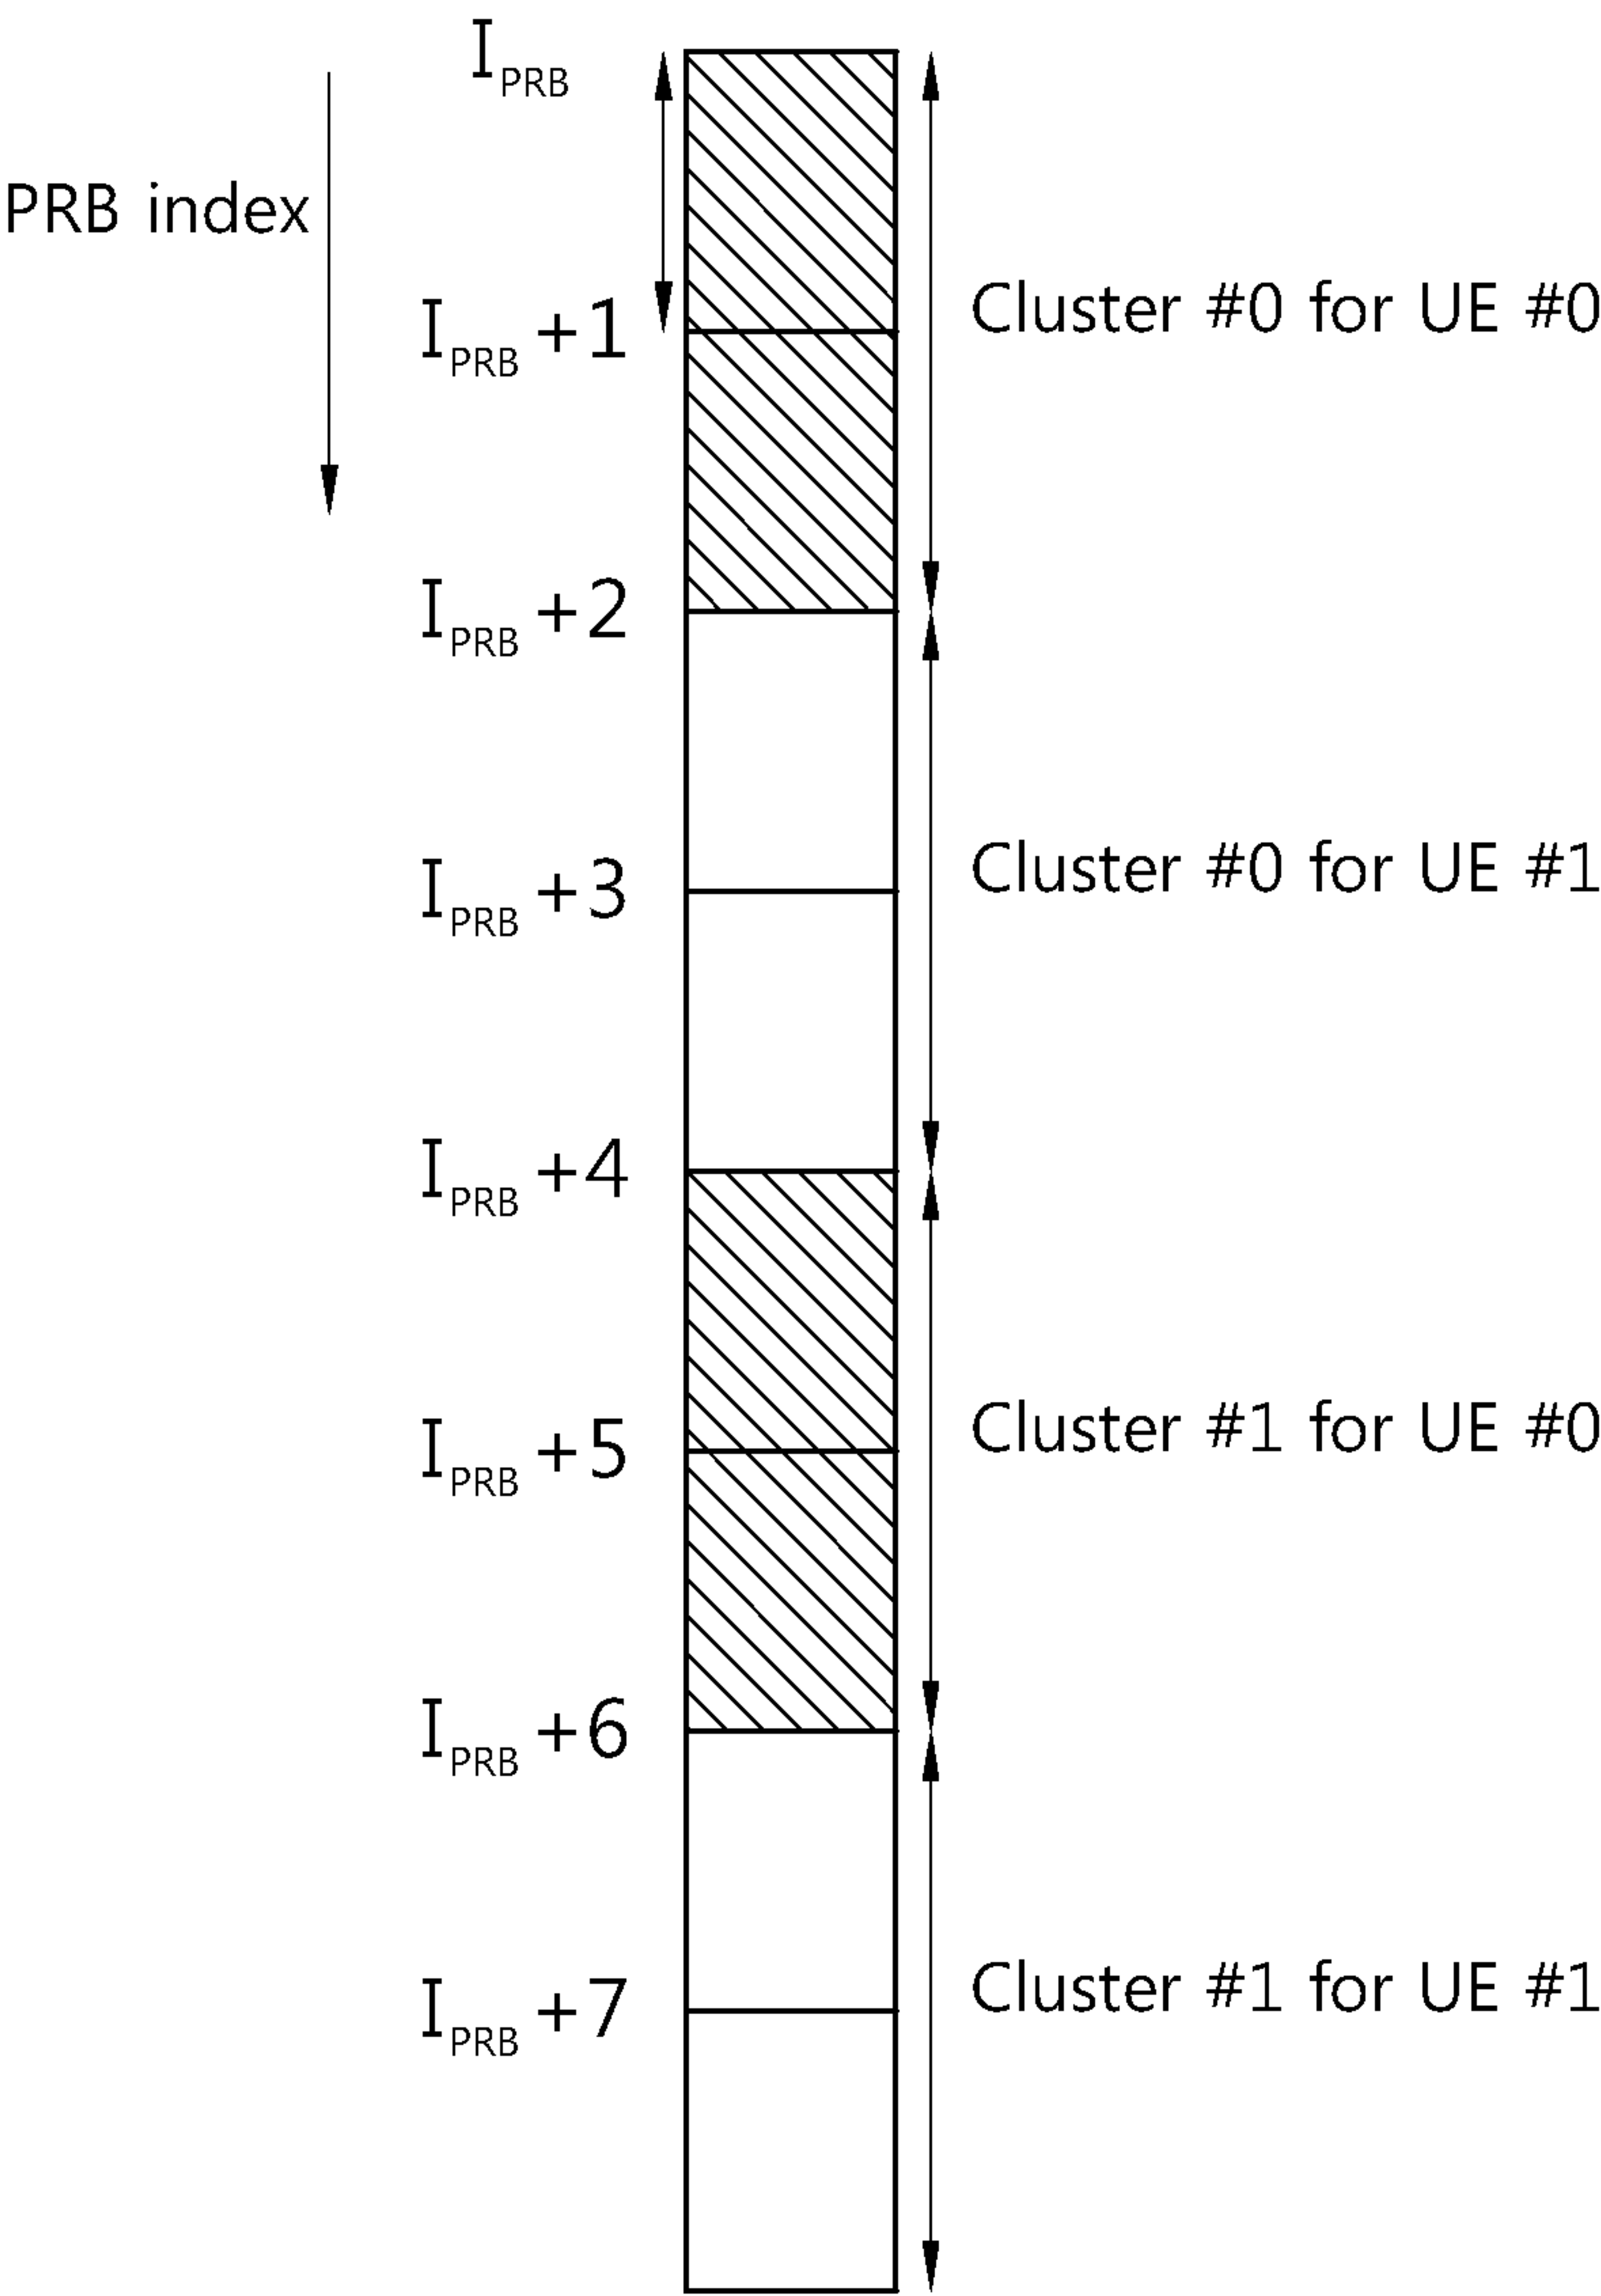 I_PRB
PRB index
I_PRB +1
Cluster #0 for UE #0
I_PRB +2
I_PRB +3
Cluster #0 for UE #1
I_PRB +4
I_PRB +5
Cluster #1 for UE #0
I_PRB +6
I_PRB +7
Cluster #1 for UE #1